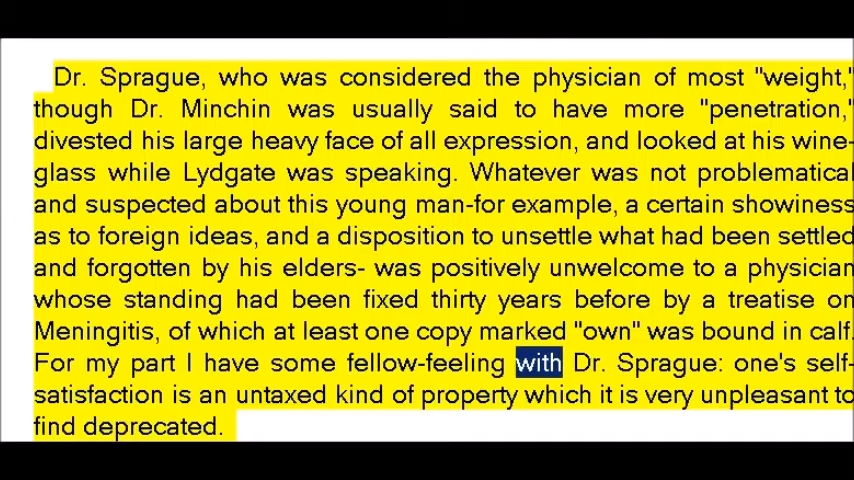 Dr. Sprague, who was considered the physician of most "weight,"
though Dr. Minchin was usually said to have more "penetration,"
divested his large heavy face of all expression, and looked at his wine-
glass while Lydgate was speaking. Whatever was not problematical
and suspected about this young man-for example, a certain showiness
as to foreign ideas, and a disposition to unsettle what had been settled
and forgotten by his elders- was positively unwelcome to a physician
whose standing had been fixed thirty years before by a treatise on
Meningitis, of which at least one copy marked "own" was bound in calf.
For my part I have some fellow-feeling with Dr. Sprague: one's self-
satisfaction is an untaxed kind of property which it is very unpleasant to
find deprecated.